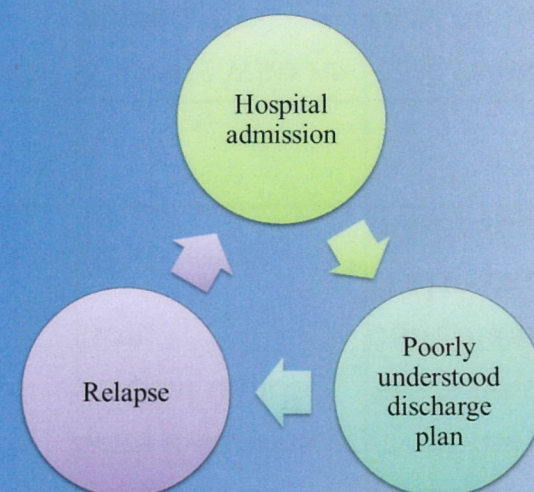 Hospital
admission
Poorly
understood
discharge
plan
Relapse